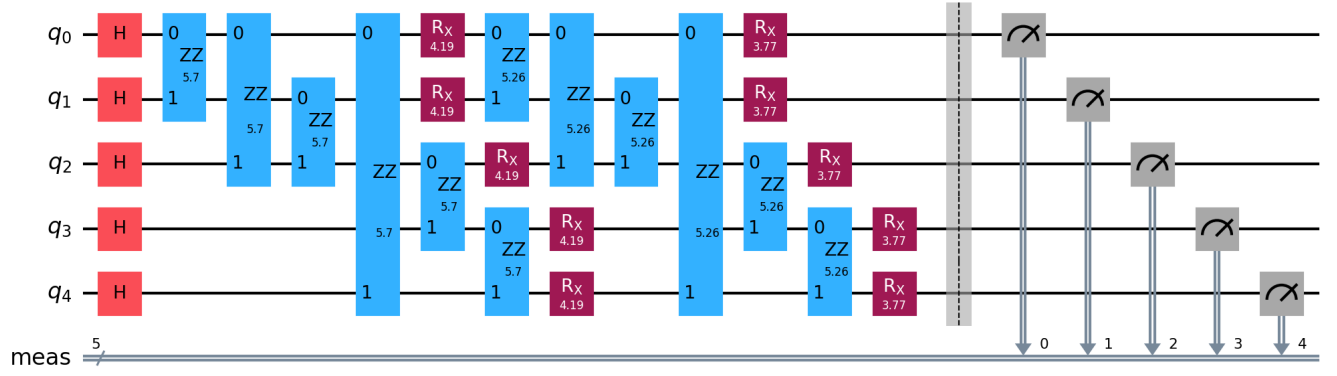 q0 H 0 0 0 RX 4.19 0 0 0 RX 3.77
ZZ 5.7 ZZ 5.26
q1 H 1 ZZ 0 RX 4.19 1 ZZ 0 RX 3.77
5.7 ZZ 5.7 5.26 ZZ 5.26
q2 H 1 1 ZZ 0 RX 4.19 1 1 ZZ 0 RX 3.77
ZZ 5.7 ZZ 5.26
q3 H 5.7 1 0 RX 4.19 5.26 1 0 RX 3.77
ZZ 5.7 ZZ 5.26
q4 H 1 1 RX 4.19 1 1 RX 3.77
meas 5 0 1 2 3 4